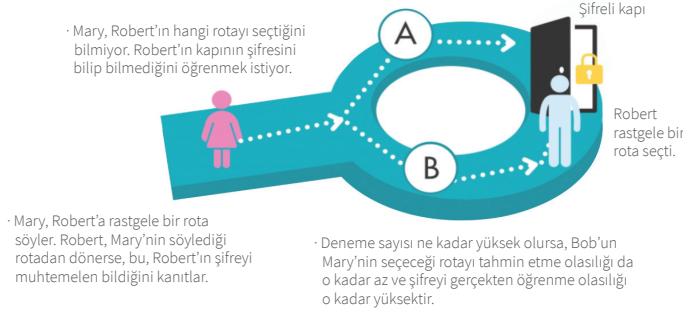 · Mary, Robert'ın hangi rotayı seçtiğini
bilmiyor. Robert'ın kapının şifresini
bilip bilmediğini öğrenmek istiyor.
A
Şifreli kapı
Robert
rastgele bir
rota seçti.
B
· Mary, Robert'a rastgele bir rota
söyler. Robert, Mary'nin söylediği
rotadan dönerse, bu, Robert'ın şifreyi
muhtemelen bildiğini kanıtlar.
· Deneme sayısı ne kadar yüksek olursa, Bob'un
Mary'nin seçeceği rotayı tahmin etme olasılığı da
o kadar az ve şifreyi gerçekten öğrenme olasılığı
o kadar yüksektir.